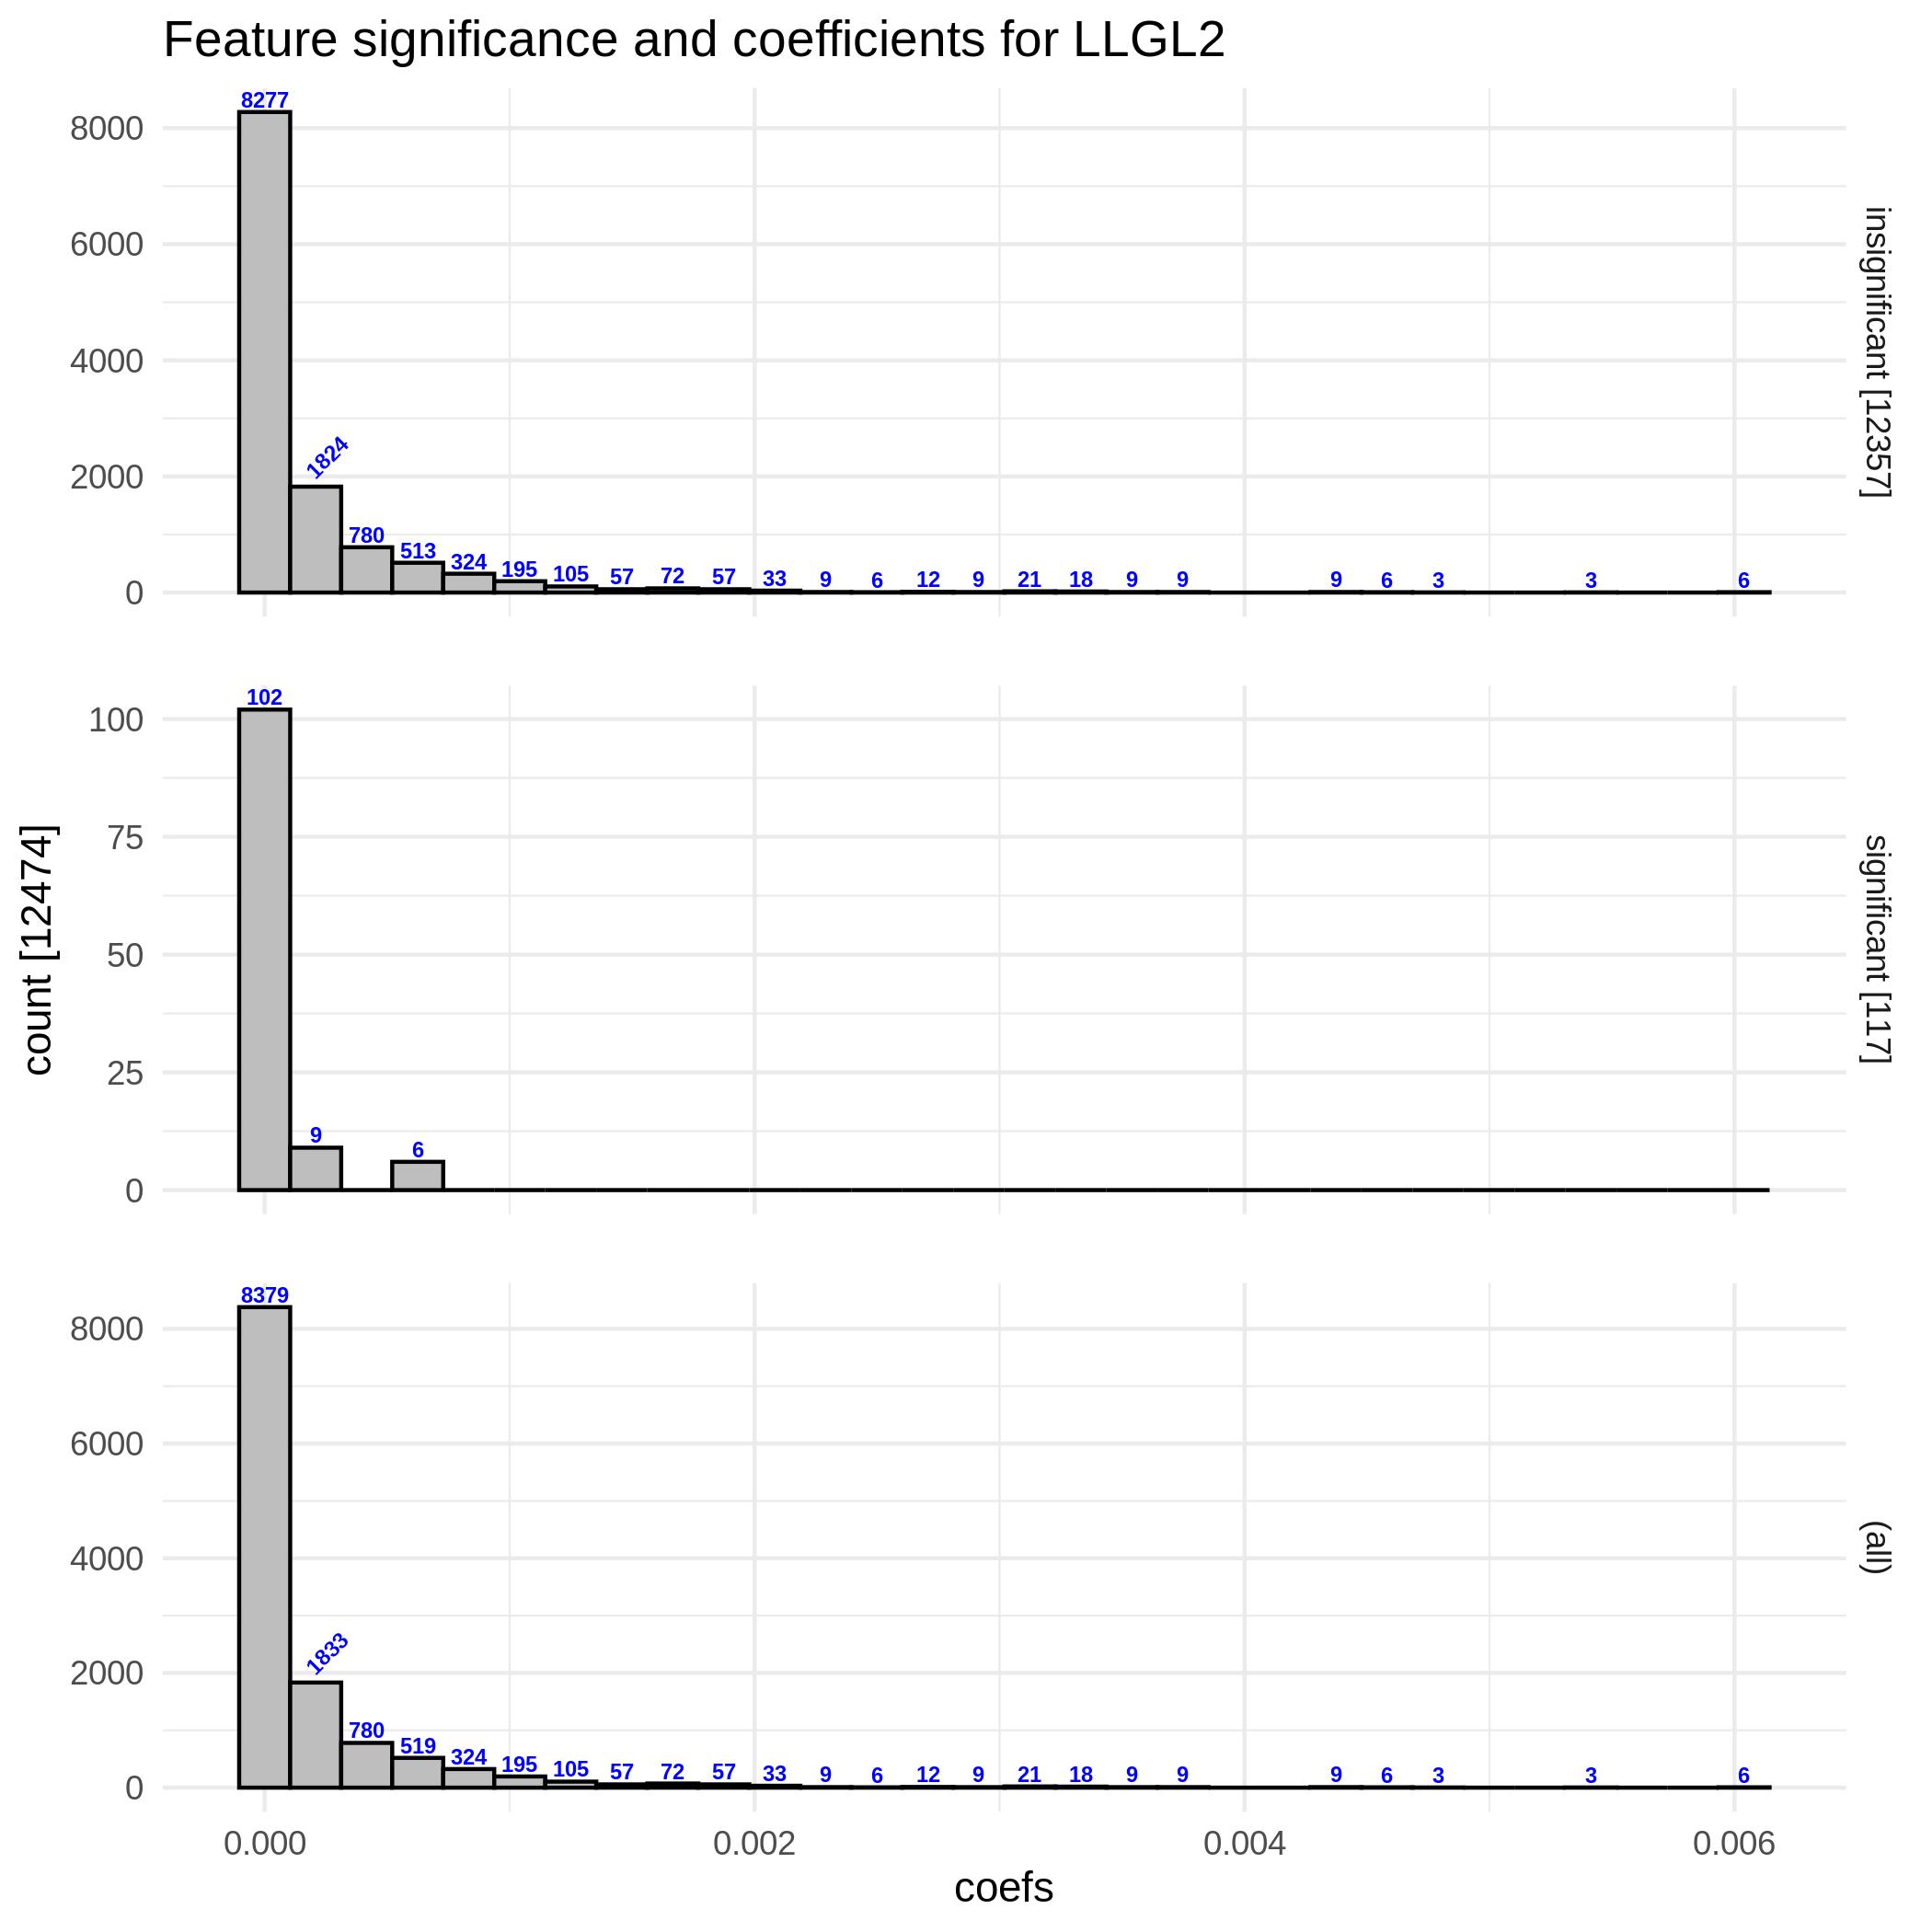 Feature significance and coefficients for LLGL2
8277
8000
6000
4000
2000
0
1824
780 513 324 195 105 57 72 57 33 9 6 12 9 21 18 9 9 9 6 3 3 6
insignificant [12357]
count [12474]
102
100
75
50
25
0
9 6
significant [117]
8379
8000
6000
4000
2000
0
1833
780 519 324 195 105 57 72 57 33 9 6 12 9 21 18 9 9 9 6 3 3 6
(all)
0.000 0.002 0.004 0.006
coefs